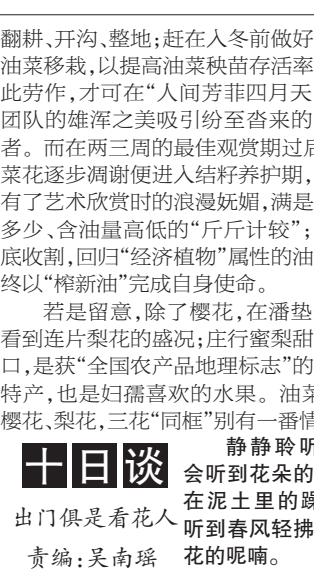 翻耕、开沟、整地;赶在入冬前做好
油菜移栽,以提高油菜秧苗存活率
此劳作,才可在“人间芳菲四月天
团队的雄浑之美吸引纷至沓来的
者。而在两三周的最佳观赏期过后
菜花逐步凋谢便进入结籽养护期,
有了艺术欣赏时的浪漫妩媚,满是
多少、含油量高低的“斤斤计较”;
底收割,回归“经济植物”属性的油
终以“榨新油”完成自身使命。
若是留意,除了樱花,在潘垫
看到连片梨花的盛况;庄行蜜梨甜
口,是获“全国农产品地理标志”的
特产,也是妇孺喜欢的水果。油菜
樱花、梨花,三花“同框”别有一番情
十日谈
出门俱是看花人
责编:吴南瑶
静静聆听
会听到花朵的
在泥土里的躁
听到春风轻拂
花的呢喃。